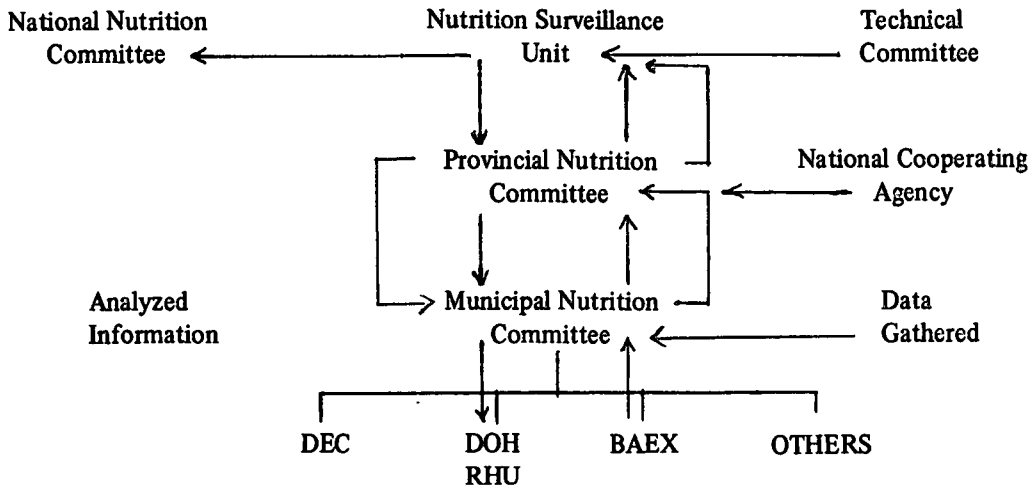 National Nutrition
Committee
Nutrition Surveillance
Unit
Technical
Committee
Provincial Nutrition
Committee
National Cooperating
Agency
Analyzed
Information
Municipal Nutrition
Committee
Data
Gathered
DEC
DOH
RHU
BAEX
OTHERS